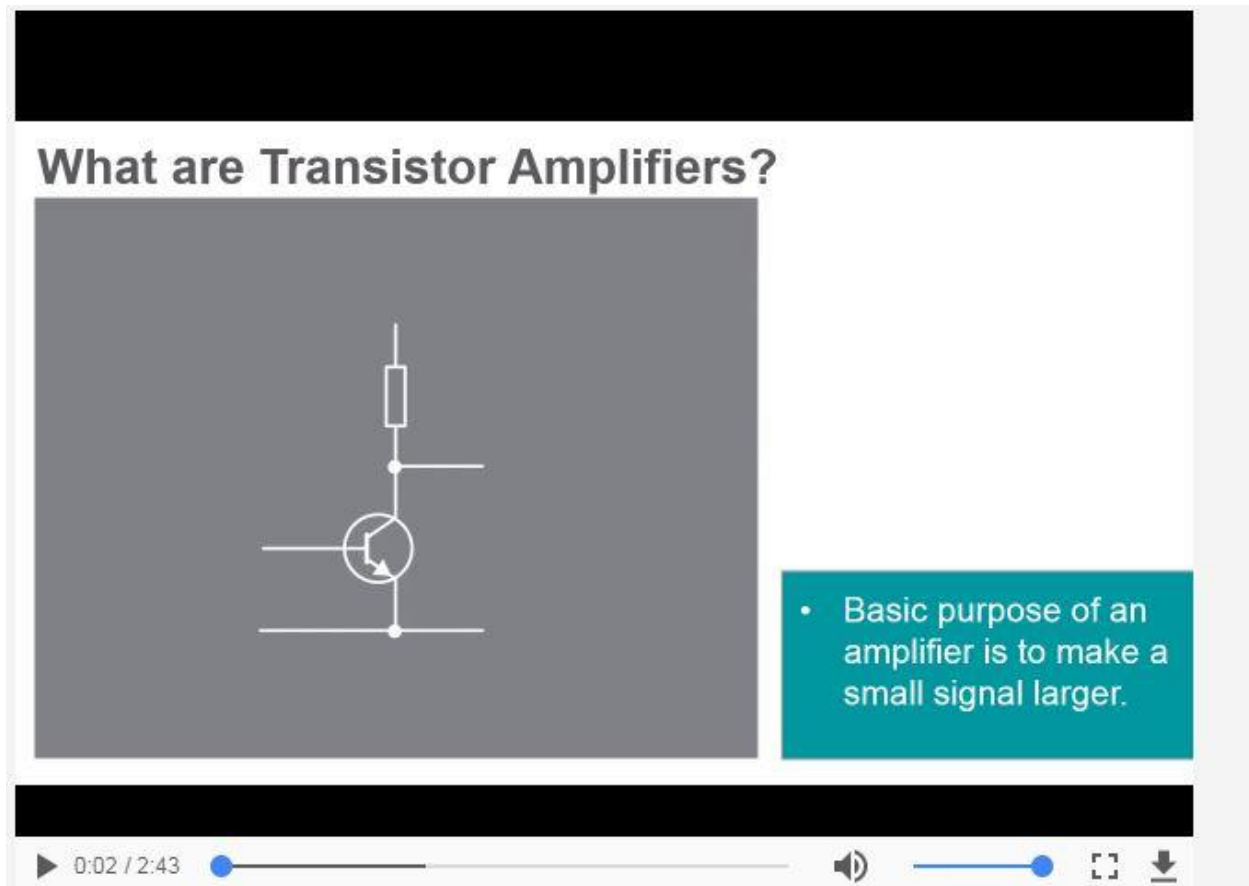 What are Transistor Amplifiers?
• Basic purpose of an
amplifier is to make a
small signal larger.
0:02 / 2:43